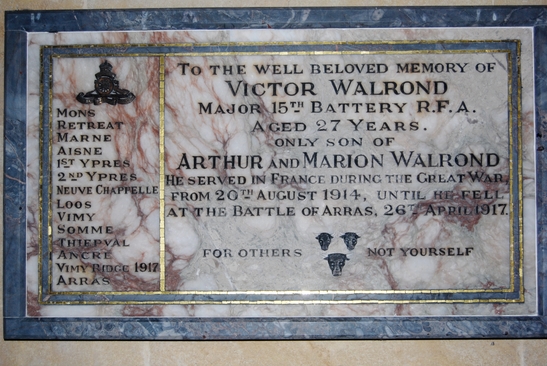 Mons
Retreat
Marne
Aisne
1st Ypres
2nd Ypres
Neuve Chappelle
Loos
Vimy
Somme
Thiepval
Ancre
Vimy Ridge 1917
Arras
To the well beloved memory of
Victor Walrond
Major 15th Battery R.F.A.
Aged 27 Years.
only son of
Arthur and Marion Walrond
He served in France during the Great War,
from 20th August 1914, until he fell
at the Battle of Arras, 26th April 1917.
For others not yourself